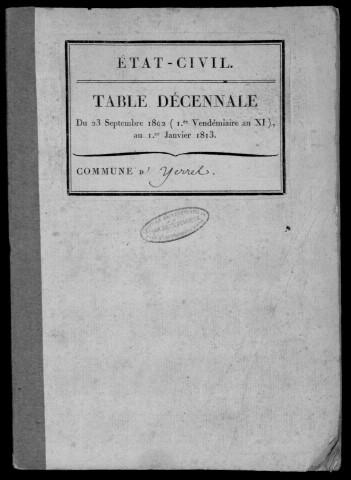 ÉTAT-CIVIL.
TABLE DÉCENNALE
Du 23 Septembre 1802 ( 1.er Vendémiaire an XI ),
au 1.er Janvier 1813.
COMMUNE D' Yerres.